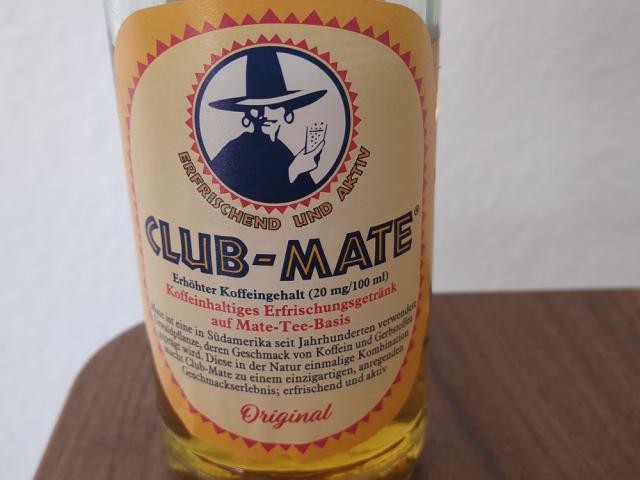 ERFRISCHEND UND AKTIV
CLUB-MATE®
Erhöhter Koffeingehalt (20 mg/100 ml)
Koffeinhaltiges Erfrischungsgetränk
auf Mate-Tee-Basis
ist eine in Südamerika seit Jahrhunderten verwendete
deren Geschmack von Koffein und Gerbstoffen
geprägt wird. Diese in der Natur einmalige Kombination
macht Club-Mate zu einem einzigartigen, anregenden
Geschmackserlebnis; erfrischend und aktiv
Original